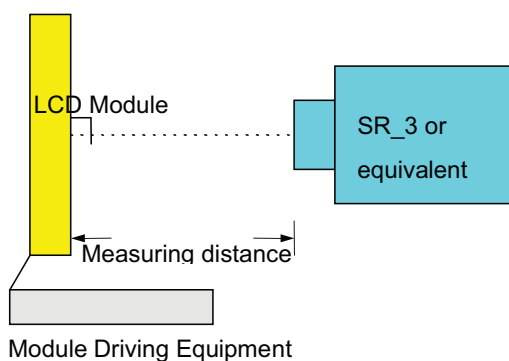 LCD Module
SR_3 or
equivalent
Measuring distance
Module Driving Equipment